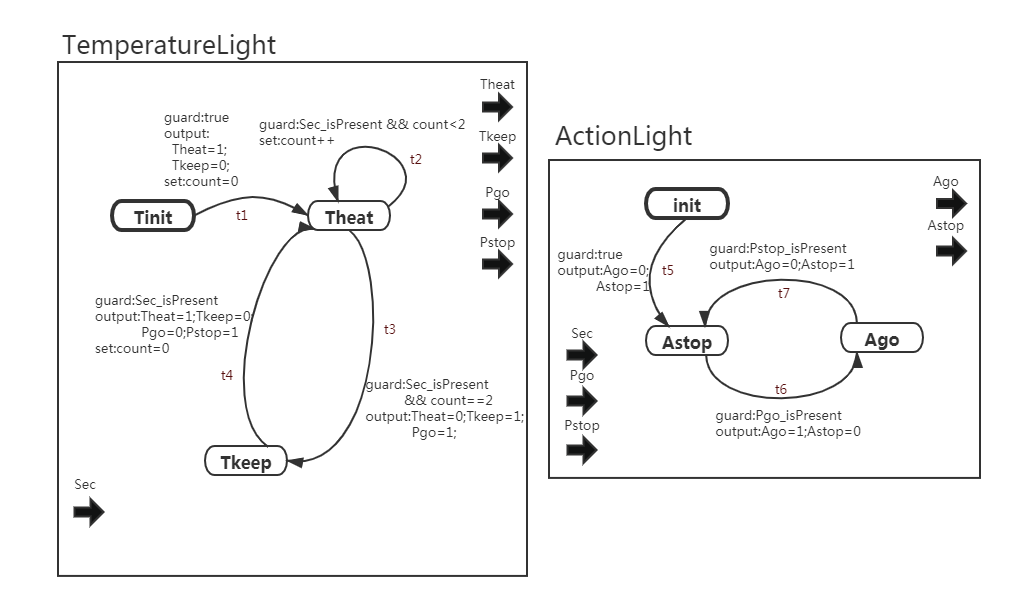 TemperatureLight
Theat
guard:true
output:
Theat=1;
Tkeep=0;
set:count=0
guard:Sec_isPresent && count<2
set:count++
Tkeep
t2
Pgo
Tinit
t1
Theat
Pstop
guard:Sec_isPresent
output:Theat=1;Tkeep=0
Pgo=0;Pstop=1
set:count=0
t3
t4
guard:Sec_isPresent
&& count==2
output:Theat=0;Tkeep=1;
Pgo=1;
Tkeep
Sec
ActionLight
Ago
init
Astop
guard:true
output:Ago=0;
Astop=1
t5
guard:Pstop_isPresent
output:Ago=0;Astop=1
t7
Sec
Astop
Ago
Pgo
t6
Pstop
guard:Pgo_isPresent
output:Ago=1;Astop=0